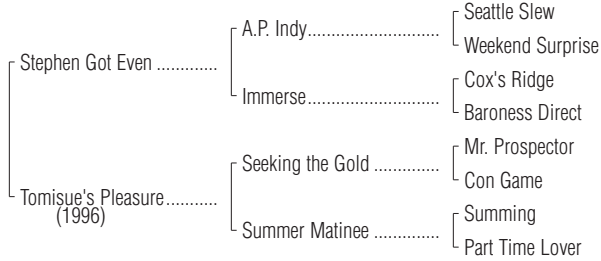 Seattle Slew
A.P. Indy..............................
Weekend Surprise
Stephen Got Even .............
Cox's Ridge
Immerse..............................
Baroness Direct
Mr. Prospector
Seeking the Gold ..............
Con Game
Tomisue's Pleasure...........
(1996)
Summing
Summer Matinee ..............
Part Time Lover